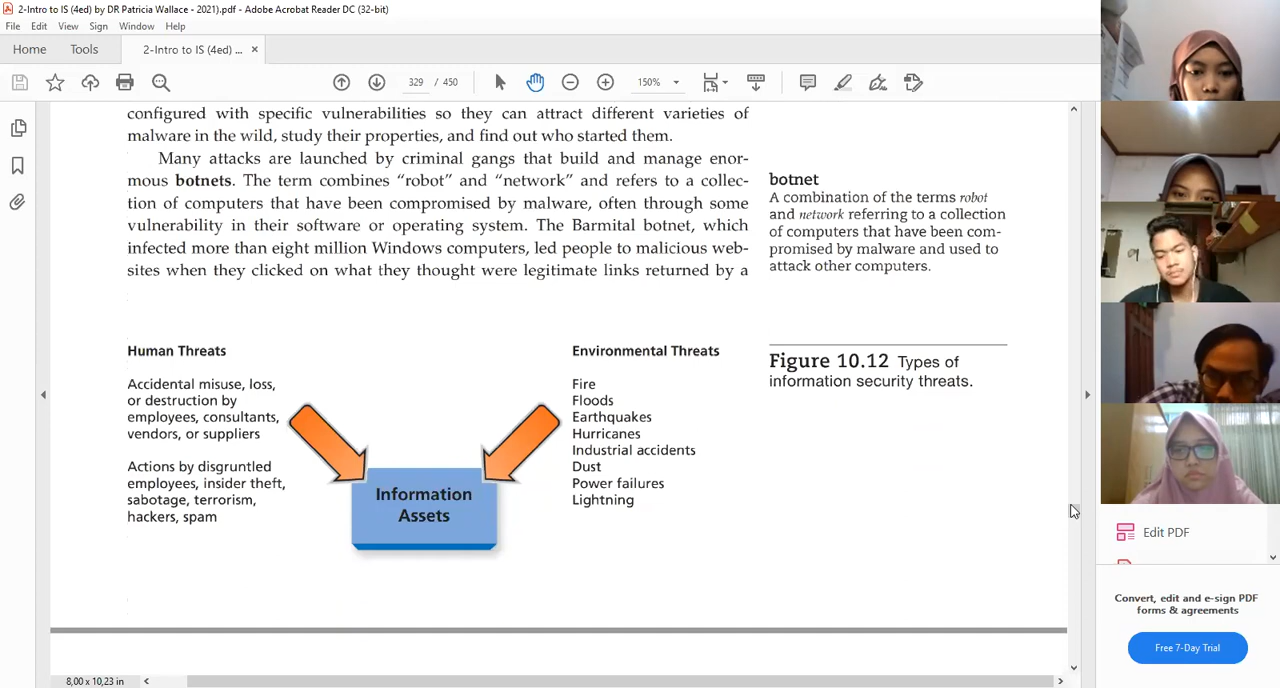 2-Intro to IS (4ed) by DR Patricia Wallace - 2021).pdf - Adobe Acrobat Reader DC (32-bit)
File Edit View Sign Window Help
Home Tools 2-Intro to IS (4ed) ... ×
329 / 450 150%
configured with specific vulnerabilities so they can attract different varieties of
malware in the wild, study their properties, and find out who started them.
Many attacks are launched by criminal gangs that build and manage enor-
mous botnets. The term combines “robot” and “network” and refers to a collec-
tion of computers that have been compromised by malware, often through some
vulnerability in their software or operating system. The Barmital botnet, which
infected more than eight million Windows computers, led people to malicious web-
sites when they clicked on what they thought were legitimate links returned by a
botnet
A combination of the terms robot
and network referring to a collection
of computers that have been com-
promised by malware and used to
attack other computers.
Human Threats
Accidental misuse, loss,
or destruction by
employees, consultants,
vendors, or suppliers
Actions by disgruntled
employees, insider theft,
sabotage, terrorism,
hackers, spam
Information
Assets
Environmental Threats
Fire
Floods
Earthquakes
Hurricanes
Industrial accidents
Dust
Power failures
Lightning
Figure 10.12 Types of
information security threats.
Edit PDF
Convert, edit and e-sign PDF
forms & agreements
Free 7-Day Trial
8,00 x 10,23 in